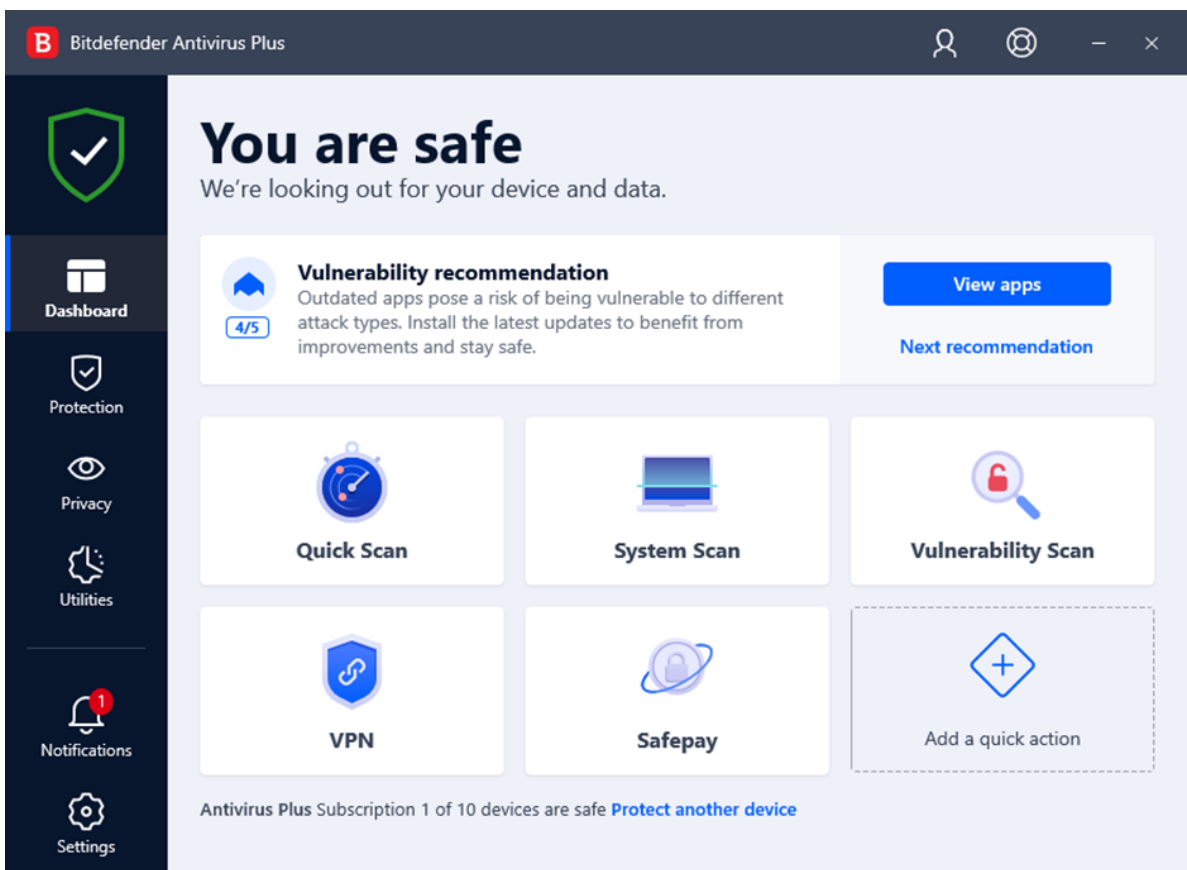 B Bitdefender Antivirus Plus
You are safe
We're looking out for your device and data.
Dashboard
Protection
Privacy
Utilities
1
Notifications
Settings
4/5
Vulnerability recommendation
Outdated apps pose a risk of being vulnerable to different
attack types. Install the latest updates to benefit from
improvements and stay safe.
View apps
Next recommendation
Quick Scan
System Scan
Vulnerability Scan
VPN
Safepay
Add a quick action
Antivirus Plus Subscription 1 of 10 devices are safe Protect another device